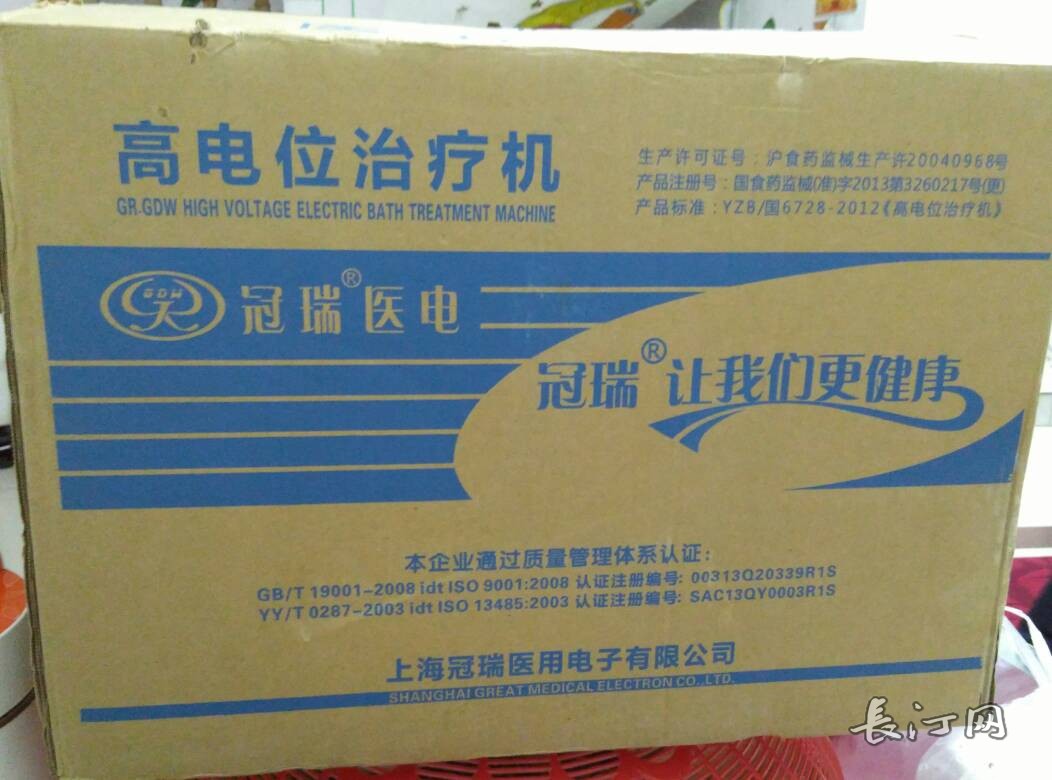 高电位治疗机
GR.GDW HIGH VOLTAGE ELECTRIC BATH TREATMENT MACHINE
生产许可证号：沪食药监械生产许20040968号
产品注册号：国食药监械(准)字2013第3260217号(更)
产品标准：YZB/国6728-2012《高电位治疗机》
GDW
冠瑞®医电
冠瑞®让我们更健康
本企业通过质量管理体系认证：
GB/T 19001-2008 idt ISO 9001:2008 认证注册编号: 00313Q20339R1S
YY/T 0287-2003 idt ISO 13485:2003 认证注册编号: SAC13QY0003R1S
上海冠瑞医用电子有限公司
SHANGHAI GREAT MEDICAL ELECTRON CO.,LTD.
長汀网